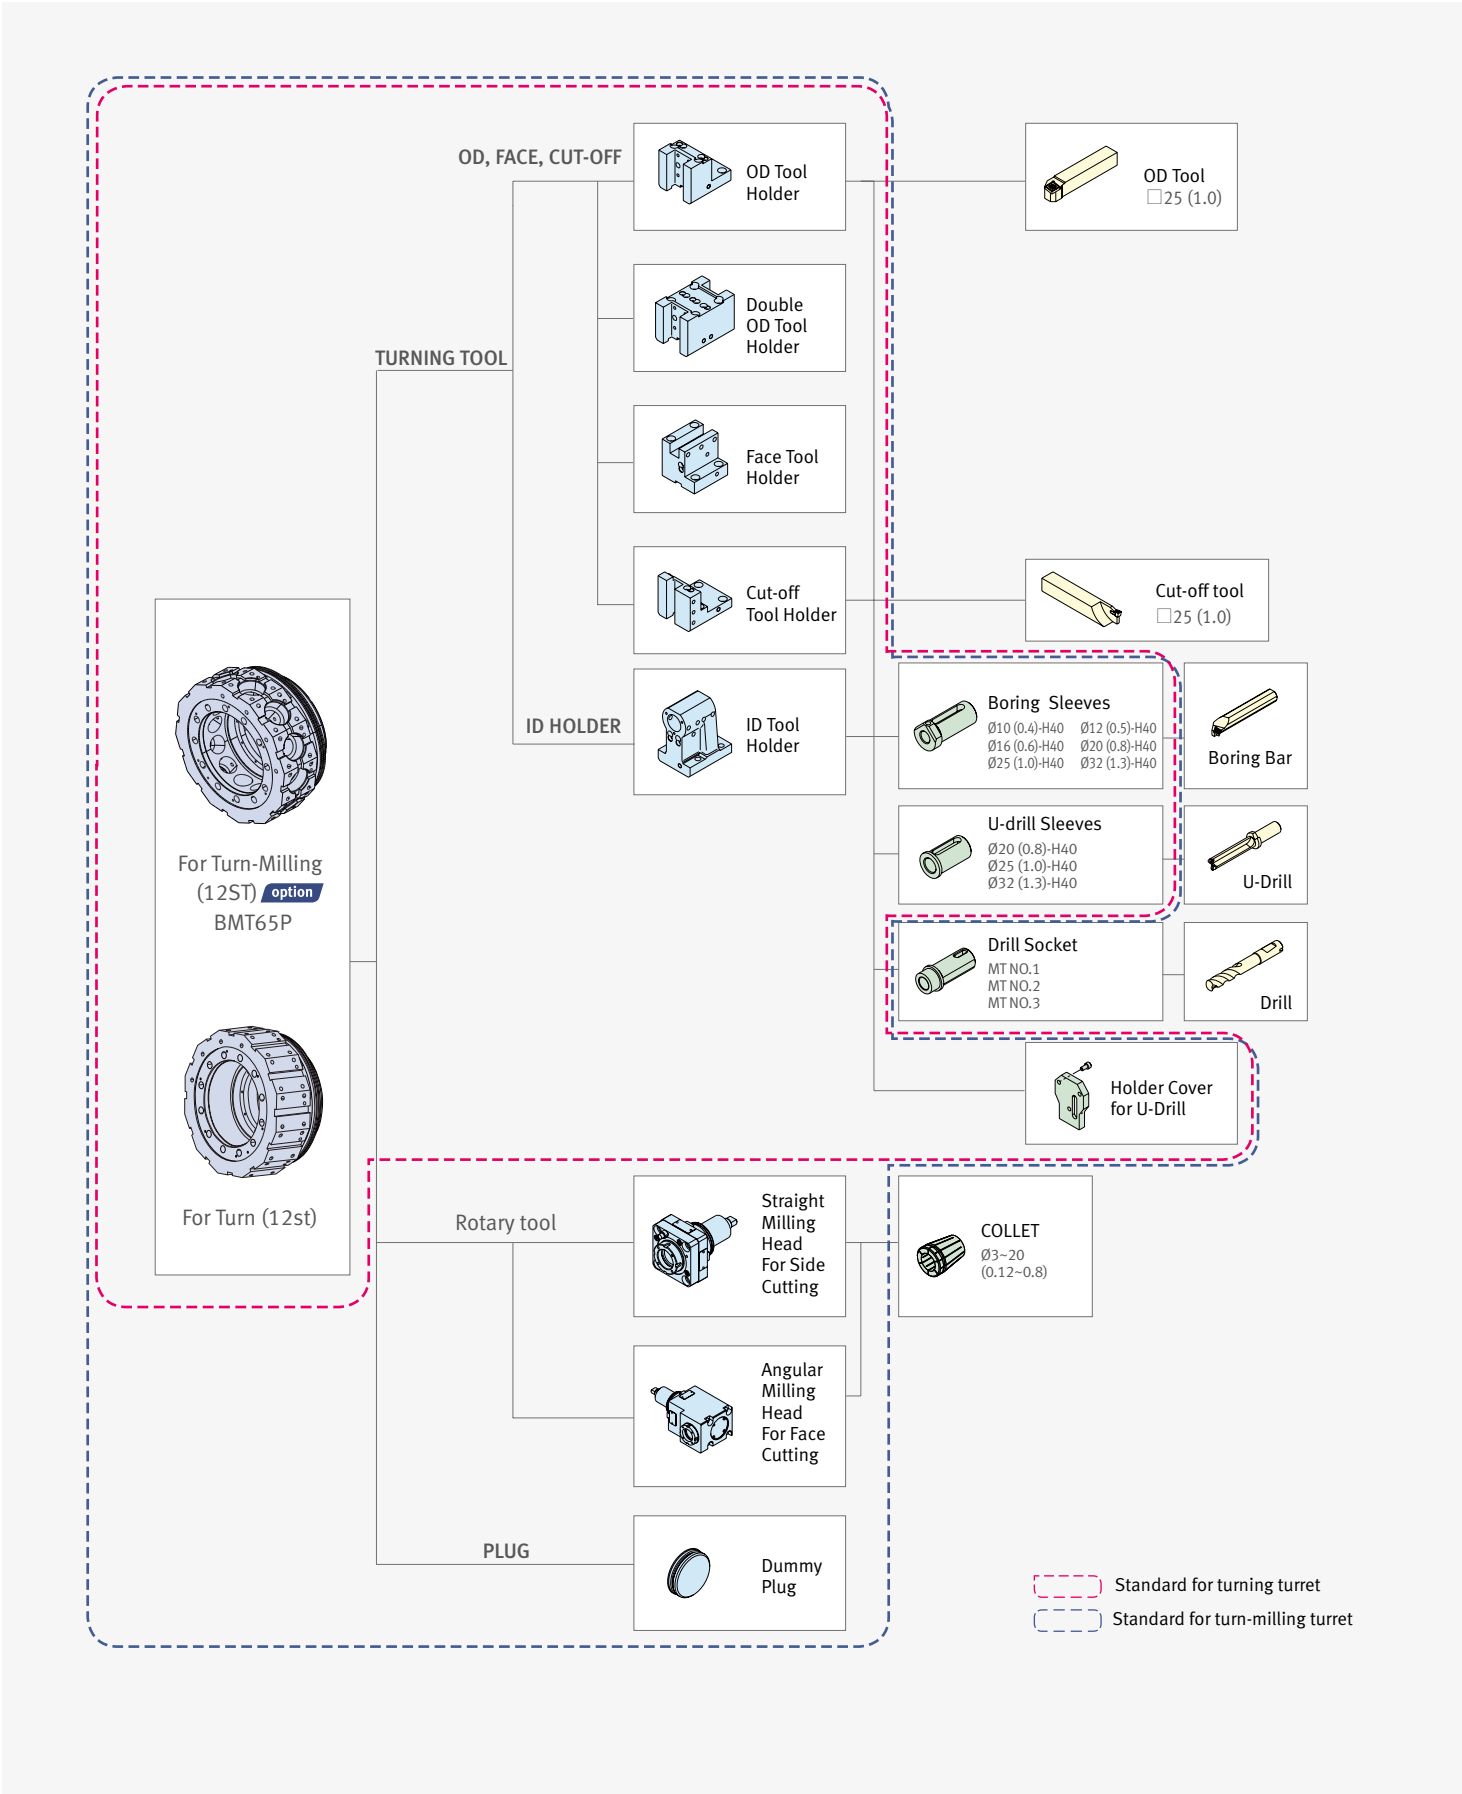 OD, FACE, CUT-OFF
OD Tool
Holder
OD Tool
□25 (1.0)
Double
OD Tool
Holder
TURNING TOOL
Face Tool
Holder
Cut-off
Tool Holder
Cut-off tool
□25 (1.0)
ID HOLDER
ID Tool
Holder
Boring Sleeves
Ø10 (0.4)-H40 Ø12 (0.5)-H40
Ø16 (0.6)-H40 Ø20 (0.8)-H40
Ø25 (1.0)-H40 Ø32 (1.3)-H40
Boring Bar
U-drill Sleeves
Ø20 (0.8)-H40
Ø25 (1.0)-H40
Ø32 (1.3)-H40
U-Drill
For Turn-Milling
(12ST) option
BMT65P
Drill Socket
MT NO.1
MT NO.2
MT NO.3
Drill
Holder Cover
for U-Drill
For Turn (12st)
Rotary tool
Straight
Milling
Head
For Side
Cutting
COLLET
Ø3~20
(0.12~0.8)
Angular
Milling
Head
For Face
Cutting
PLUG
Dummy
Plug
Standard for turning turret
Standard for turn-milling turret